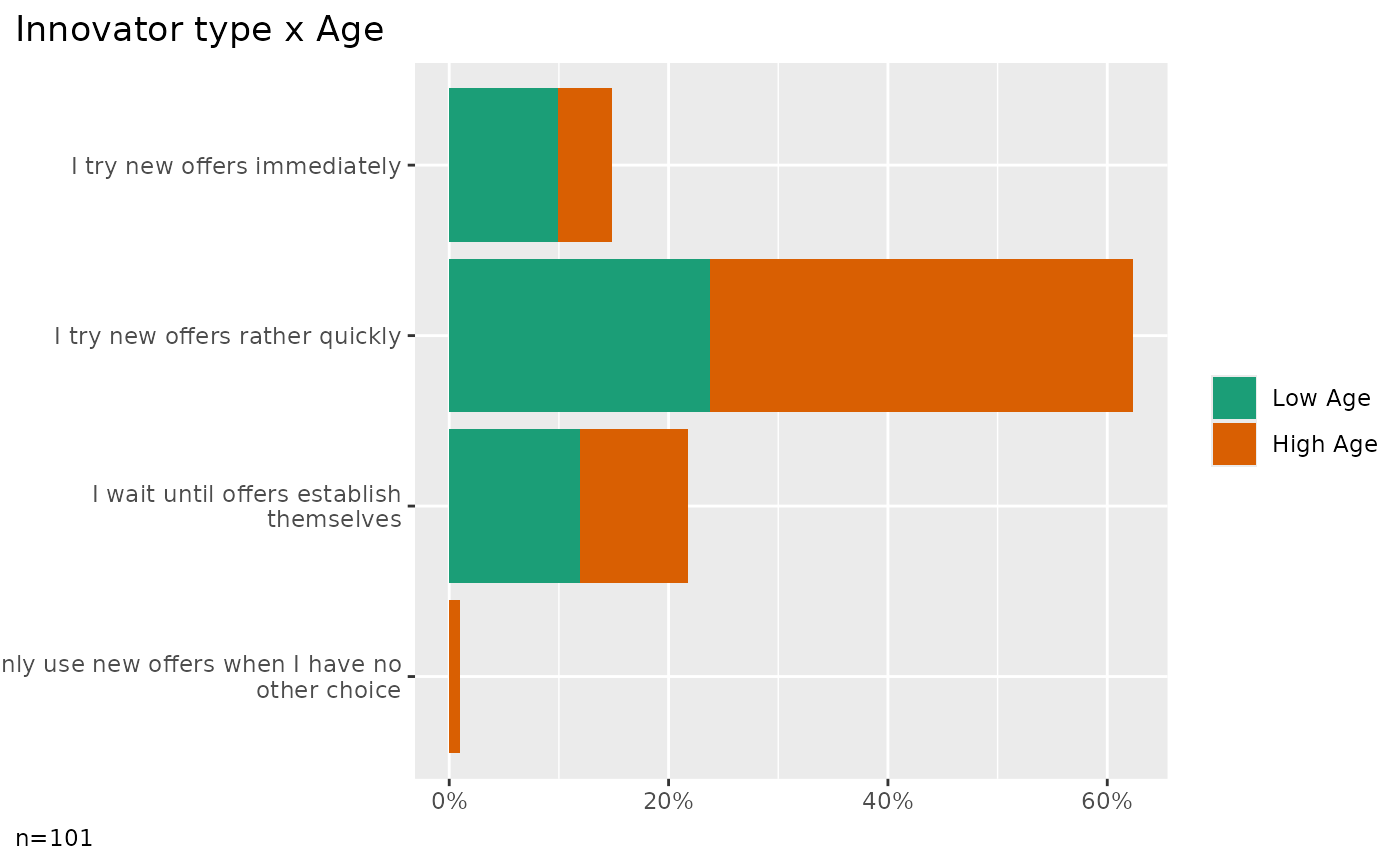 Innovator type x Age
I try new offers immediately
I try new offers rather quickly
I wait until offers establish
themselves
nly use new offers when I have no
other choice
0% 20% 40% 60%
Low Age
High Age
n=101